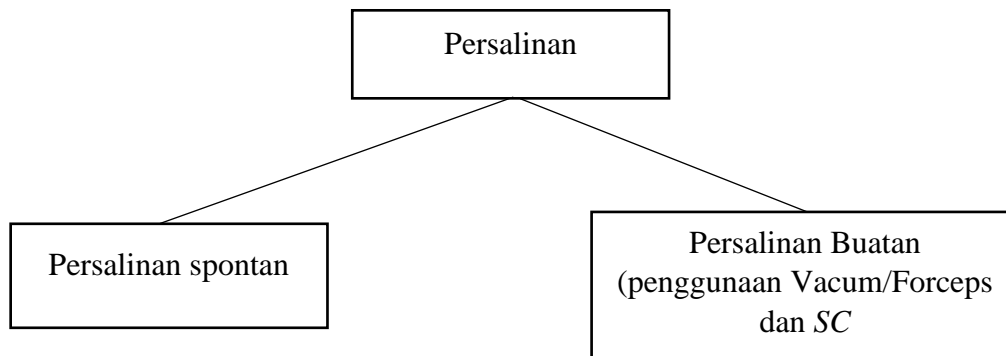 Persalinan
Persalinan spontan
Persalinan Buatan
(penggunaan Vacum/Forceps
dan SC